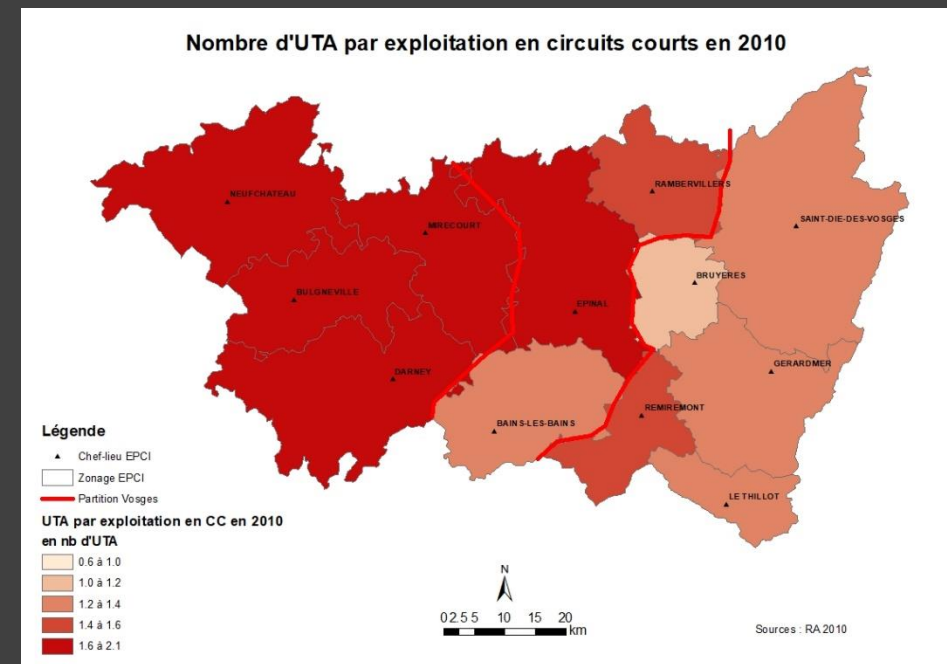 Nombre d'UTA par exploitation en circuits courts en 2010
NEUFCHATEAU
MIRECOURT
RAMBERVILLERS
SAINT-DIE-DES-VOSGES
BULGNEVILLE
EPINAL
BRUYERES
DARNEY
GERARDMER
BAINS-LES-BAINS
REMIREMONT
LE THILLOT
Légende
Chef-lieu EPCI
Zonage EPCI
Partition Vosges
UTA par exploitation en CC en 2010
en nb d'UTA
0.6 à 1.0
1.0 à 1.2
1.2 à 1.4
1.4 à 1.6
1.6 à 2.1
N
0 2.5 5 10 15 20
km
Sources : RA 2010